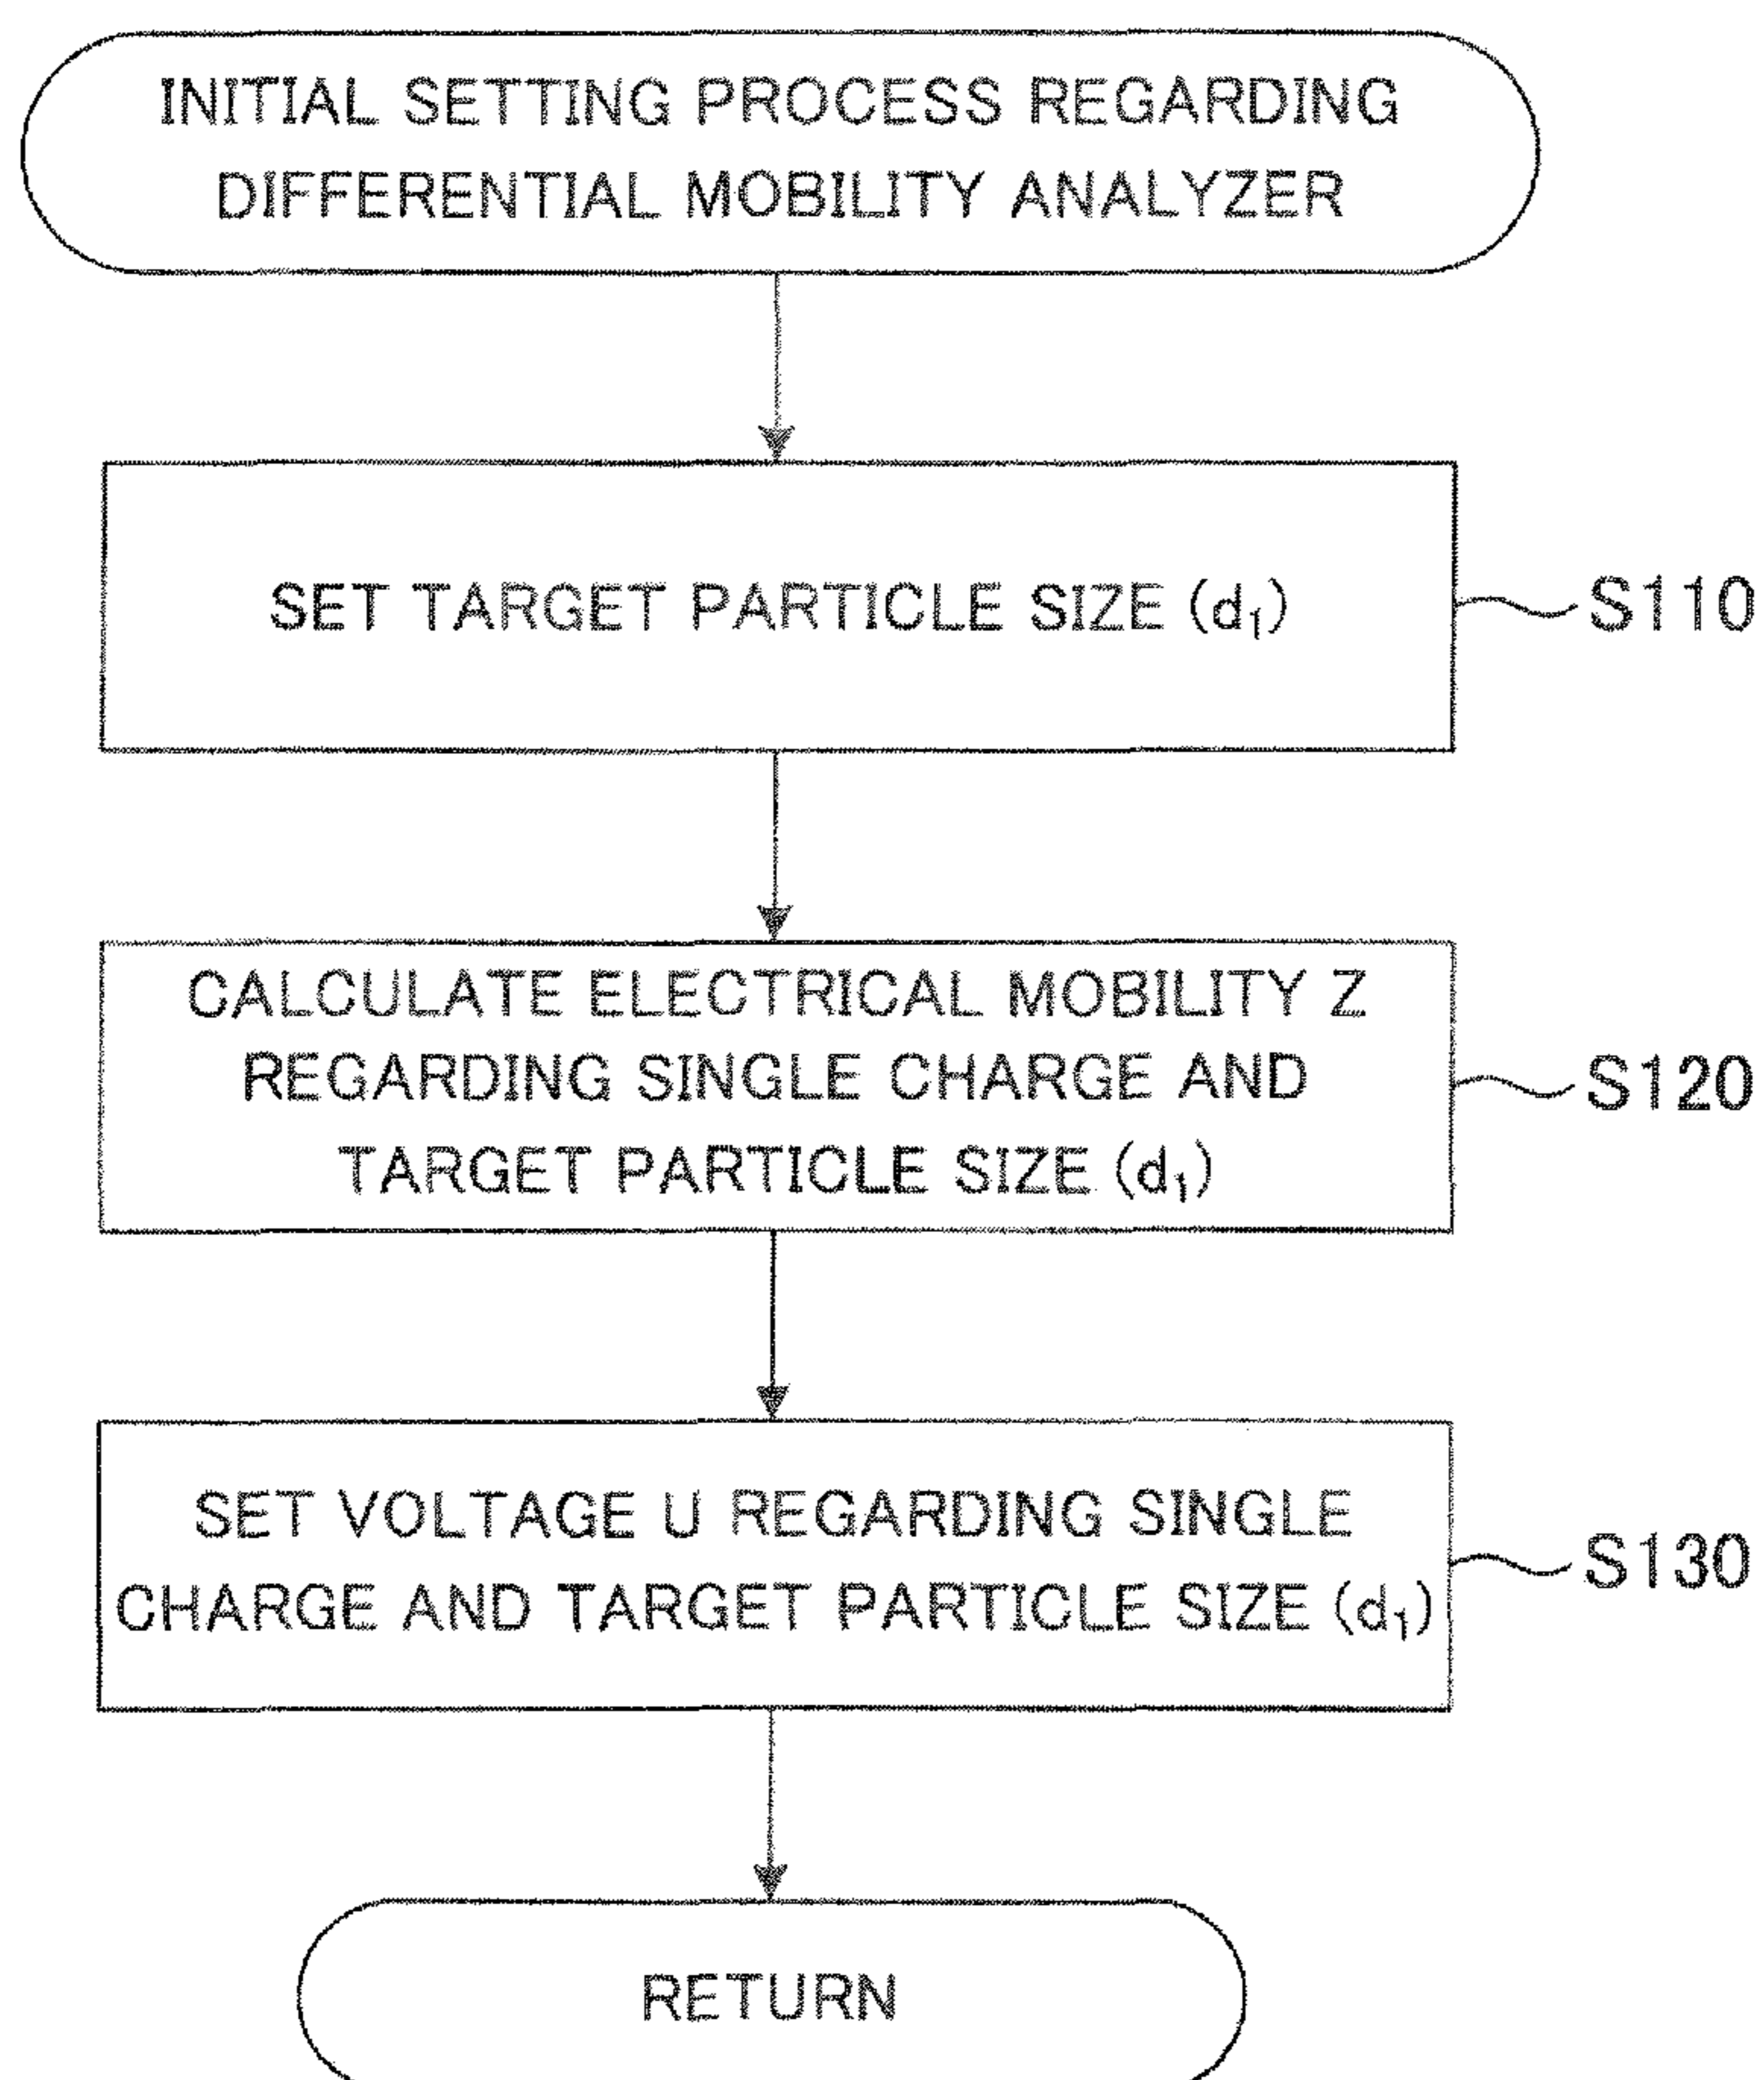 INITIAL SETTING PROCESS REGARDING
DIFFERENTIAL MOBILITY ANALYZER
SET TARGET PARTICLE SIZE (d₁)
S110
CALCULATE ELECTRICAL MOBILITY Z
REGARDING SINGLE CHARGE AND
TARGET PARTICLE SIZE (d₁)
S120
SET VOLTAGE U REGARDING SINGLE
CHARGE AND TARGET PARTICLE SIZE (d₁)
S130
RETURN